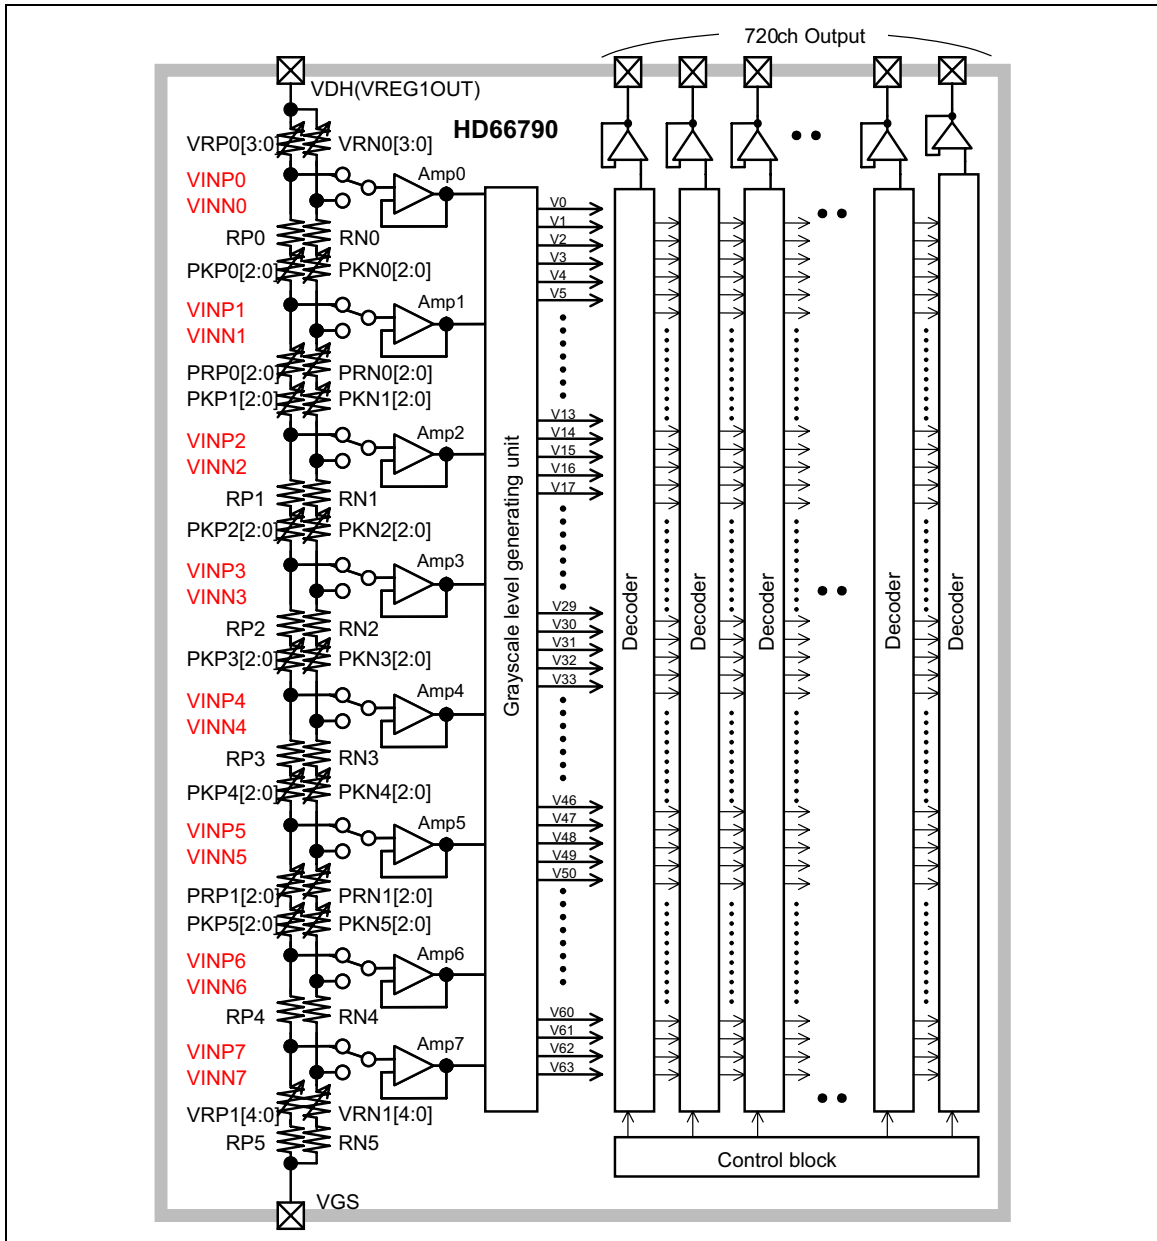 720ch Output
VDH(VREG1OUT)
HD66790
VRP0[3:0]
VRN0[3:0]
VINP0
VINN0
Amp0
RP0
RN0
PKP0[2:0]
PKN0[2:0]
VINP1
VINN1
Amp1
PRP0[2:0]
PRN0[2:0]
PKP1[2:0]
PKN1[2:0]
VINP2
VINN2
Amp2
RP1
RN1
PKP2[2:0]
PKN2[2:0]
VINP3
VINN3
Amp3
RP2
RN2
PKP3[2:0]
PKN3[2:0]
VINP4
VINN4
Amp4
RP3
RN3
PKP4[2:0]
PKN4[2:0]
VINP5
VINN5
Amp5
PRP1[2:0]
PRN1[2:0]
PKP5[2:0]
PKN5[2:0]
VINP6
VINN6
Amp6
RP4
RN4
VINP7
VINN7
Amp7
VRP1[4:0]
VRN1[4:0]
RP5
RN5
VGS
Grayscale level generating unit
V0
V1
V2
V3
V4
V5
V13
V14
V15
V16
V17
V29
V30
V31
V32
V33
V46
V47
V48
V49
V50
V60
V61
V62
V63
Decoder
Decoder
Decoder
Decoder
Decoder
Control block